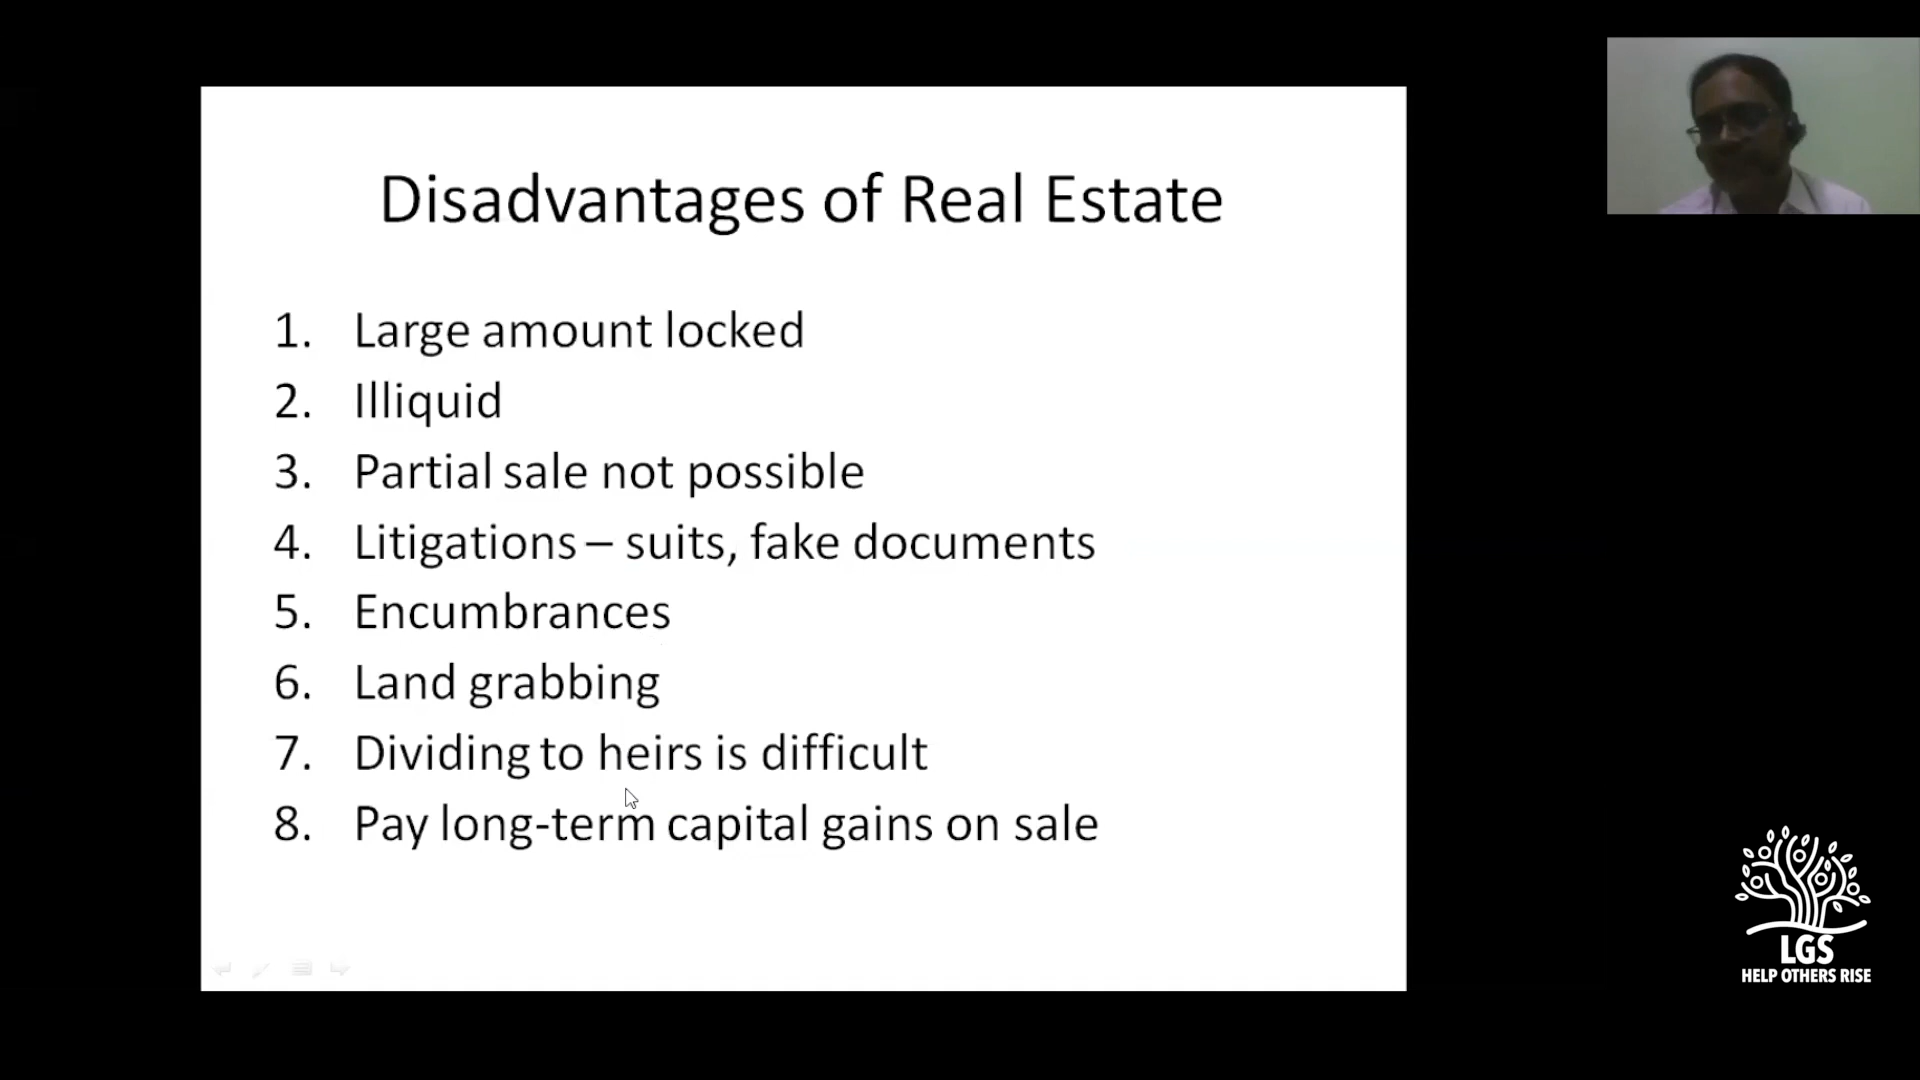 Disadvantages of Real Estate
1. Large amount locked
2. Illiquid
3. Partial sale not possible
4. Litigations – suits, fake documents
5. Encumbrances
6. Land grabbing
7. Dividing to heirs is difficult
8. Pay long-term capital gains on sale
LGS
HELP OTHERS RISE